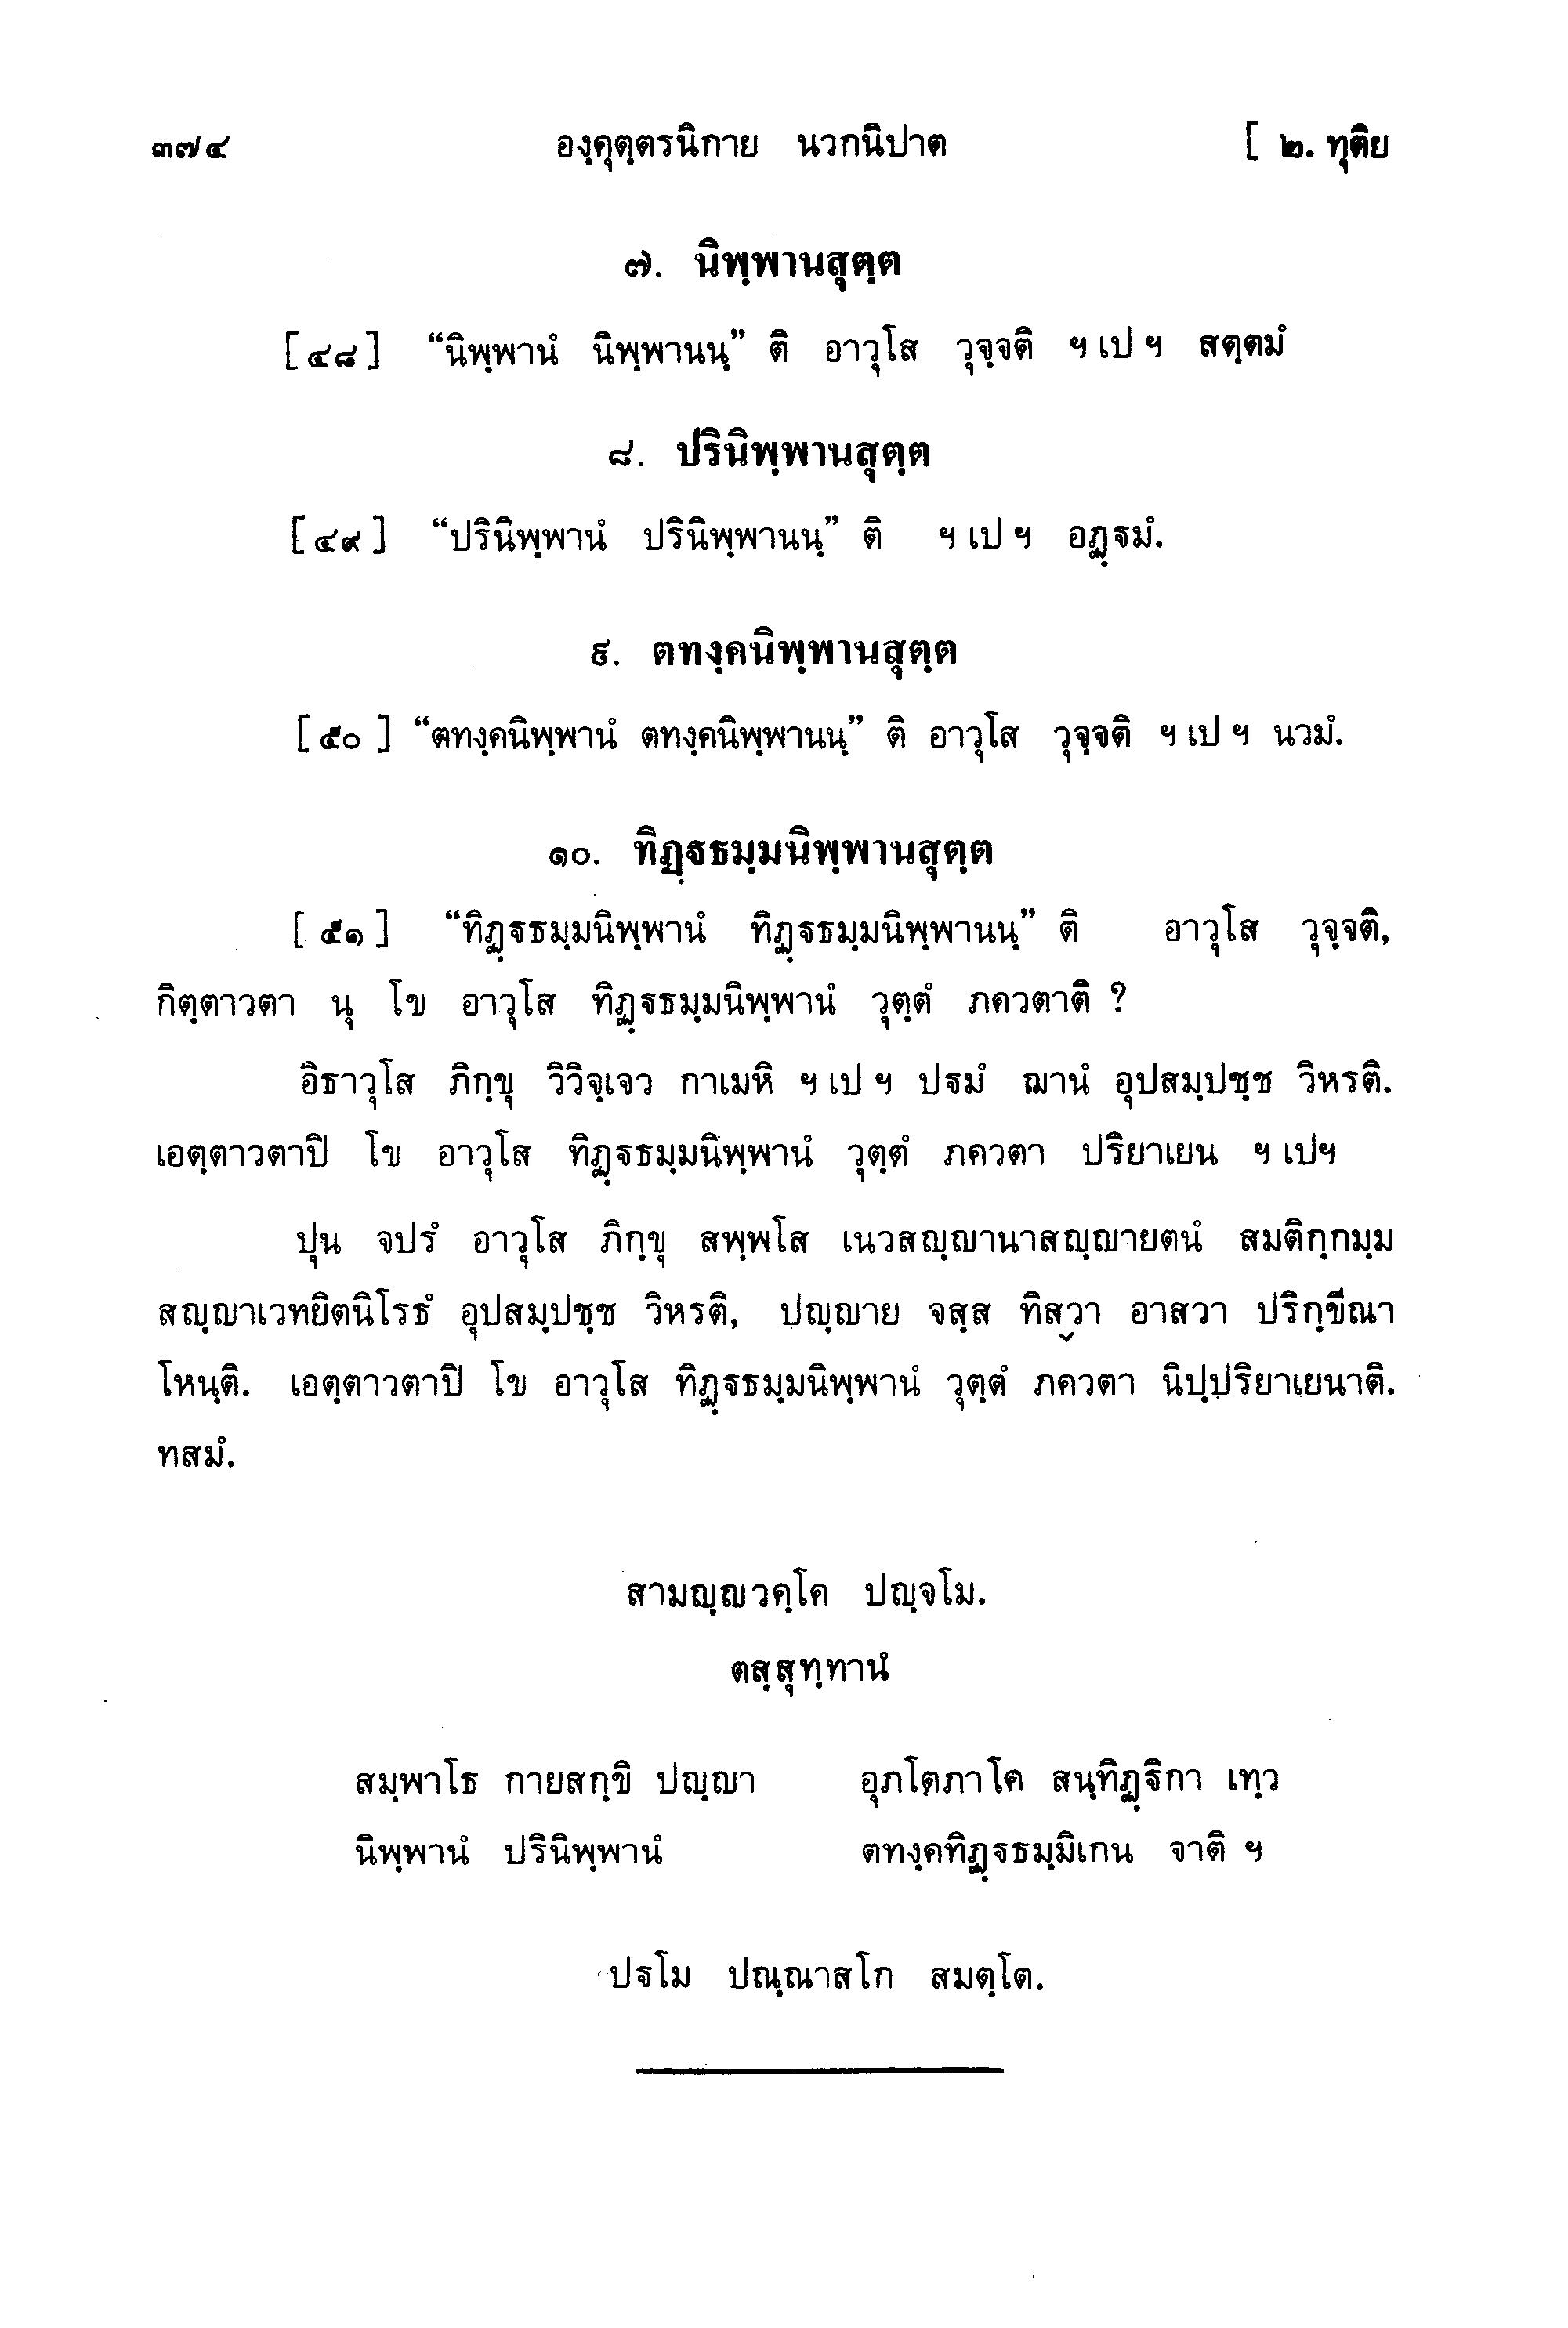 ๓๗๔ องฺคุตฺตรนิกาย นวกนิปาต [ ๒. ทุติย
๗. นิพฺพานสุตฺต
[๔๘] “นิพฺพานํ นิพฺพานนฺ” ติ อาวุโส วุจฺจติ ฯ เป ฯ สตฺตมํ
๘. ปรินิพฺพานสุตฺต
[๔๙] “ปรินิพฺพานํ ปรินิพฺพานนฺ” ติ ฯ เป ฯ อฏฺฐมํ.
๙. ตทงฺคนิพฺพานสุตฺต
[๕๐] “ตทงฺคนิพฺพานํ ตทงฺคนิพฺพานนฺ” ติ อาวุโส วุจฺจติ ฯ เป ฯ นวมํ.
๑๐. ทิฏฺฐธมฺมนิพฺพานสุตฺต
[๕๑] “ทิฏฺฐธมฺมนิพฺพานํ ทิฏฺฐธมฺมนิพฺพานนฺ” ติ อาวุโส วุจฺจติ,
กิตฺตาวตา นุ โข อาวุโส ทิฏฺฐธมฺมนิพฺพานํ วุตฺตํ ภควตาติ ?
อิธาวุโส ภิกฺขุ วิวิจฺเจว กาเมหิ ฯ เป ฯ ปฐมํ ฌานํ อุปสมฺปชฺช วิหรติ.
เอตฺตาวตาปิ โข อาวุโส ทิฏฺฐธมฺมนิพฺพานํ วุตฺตํ ภควตา ปริยาเยน ฯ เปฯ
ปุน จปรํ อาวุโส ภิกฺขุ สพฺพโส เนวสญฺญานาสญฺญายตนํ สมติกฺกมฺม
สญฺญาเวทยิตนิโรธํ อุปสมฺปชฺช วิหรติ, ปญฺญาย จสฺส ทิสฺวา อาสวา ปริกฺขีณา
โหนฺติ. เอตฺตาวตาปิ โข อาวุโส ทิฏฺฐธมฺมนิพฺพานํ วุตฺตํ ภควตา นิปฺปริยาเยนาติ.
ทสมํ.
สามญฺญวคฺโค ปญฺจโม.
ตสฺสุทฺทานํ
สมฺพาโธ กายสกฺขิ ปญฺญา อุภโตภาโค สนฺทิฏฺฐิกา เทฺว
นิพฺพานํ ปรินิพฺพานํ ตทงฺคทิฏฺฐธมฺมิเกน จาติ ฯ
ปฐโม ปณฺณาสโก สมตฺโต.